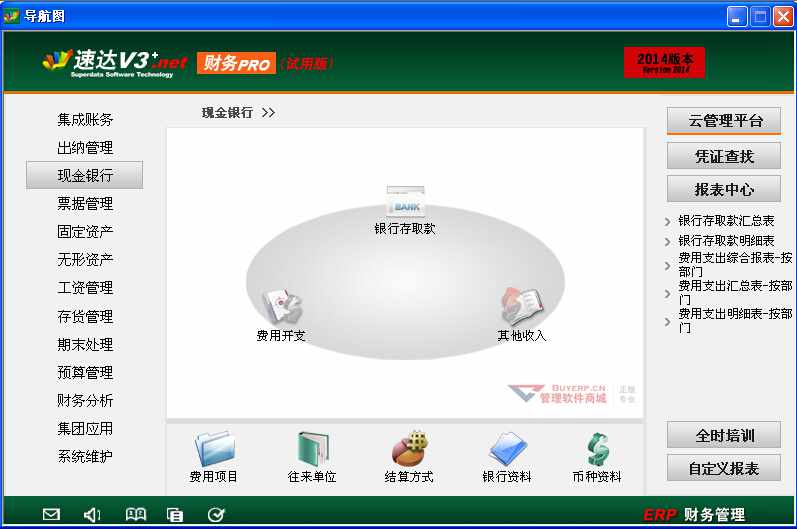 导航图
速达V3+.net
Superdata Software Technology
财务PRO
(试用版)
2014版本
Version 2014
集成账务
出纳管理
现金银行
票据管理
固定资产
无形资产
工资管理
存货管理
期末处理
预算管理
财务分析
集团应用
系统维护
现金银行 >>
BANK
银行存取款
费用开支
其他收入
BUYERP.CN
管理软件商城
正版
专业
费用项目
往来单位
结算方式
银行资料
币种资料
云管理平台
凭证查找
报表中心
银行存取款汇总表
银行存取款明细表
费用支出综合报表-按
部门
费用支出汇总表-按部
门
费用支出明细表-按部
门
全时培训
自定义报表
ERP 财务管理